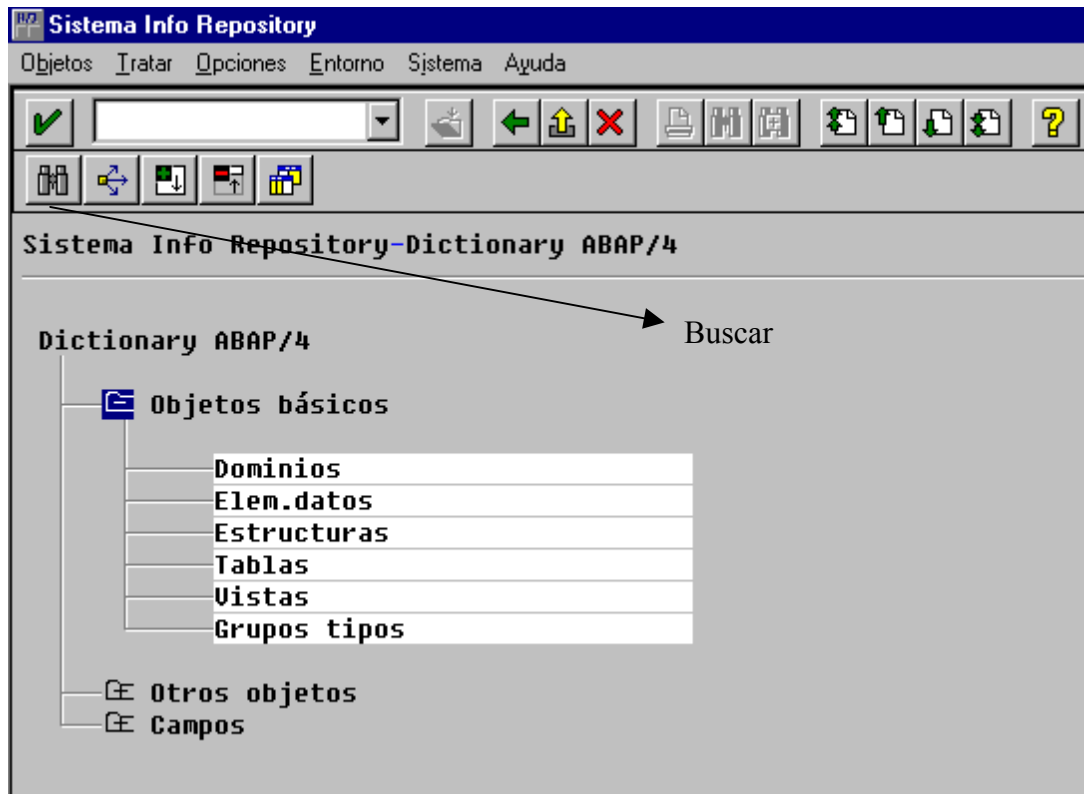 Sistema Info Repository
Objetos Tratar Opciones Entorno Sistema Ayuda
Sistema Info Repository-Dictionary ABAP/4
Buscar
Dictionary ABAP/4
Objetos básicos
Dominios
Elem.datos
Estructuras
Tablas
Vistas
Grupos tipos
Otros objetos
Campos